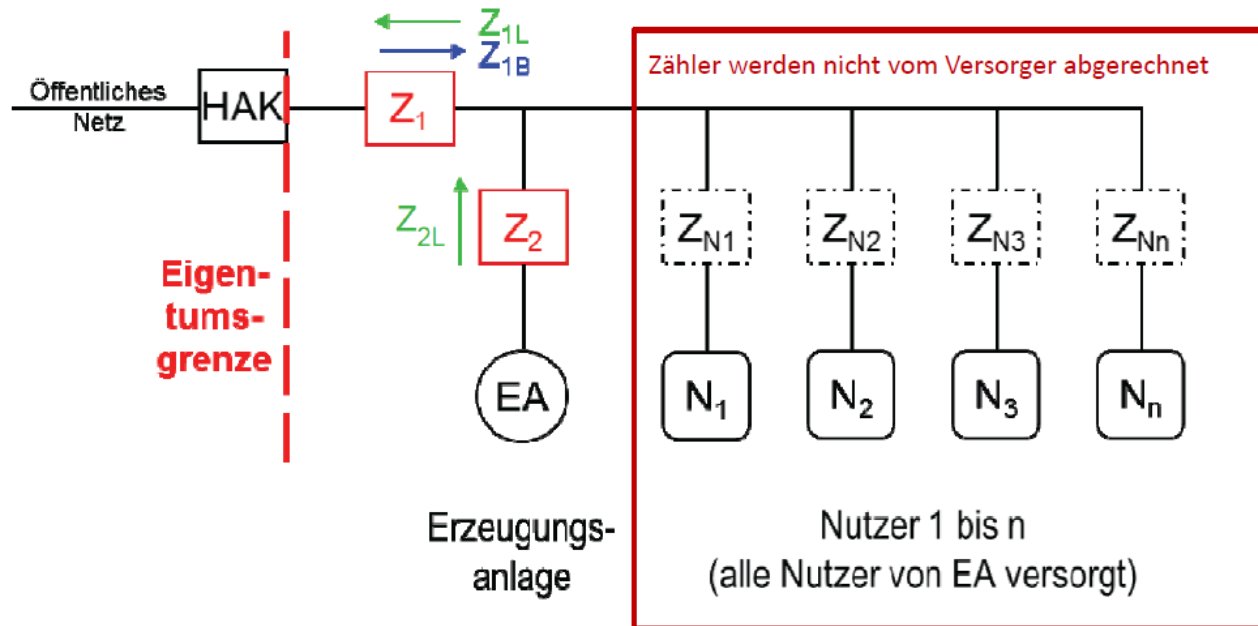 Z1L
Z1B
Zähler werden nicht vom Versorger abgerechnet
Öffentliches
Netz
HAK
Z1
Z2L
Z2
ZN1
ZN2
ZN3
ZNn
Eigen-
tums-
grenze
EA
N1
N2
N3
Nn
Erzeugungs-
anlage
Nutzer 1 bis n
(alle Nutzer von EA versorgt)